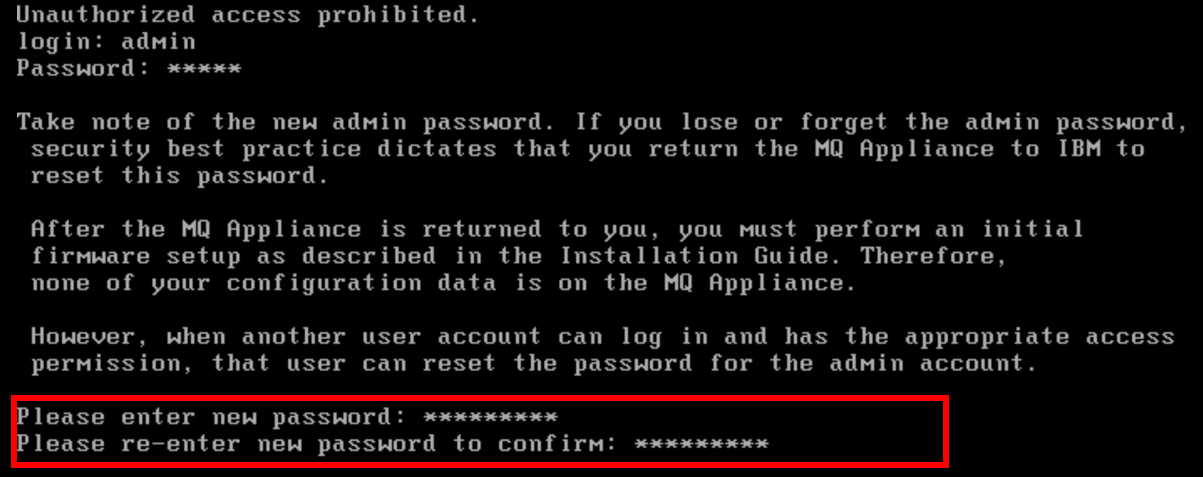 Unauthorized access prohibited.
login: admin
Password: *****
Take note of the new admin password. If you lose or forget the admin password,
security best practice dictates that you return the MQ Appliance to IBM to
reset this password.
After the MQ Appliance is returned to you, you must perform an initial
firmware setup as described in the Installation Guide. Therefore,
none of your configuration data is on the MQ Appliance.
However, when another user account can log in and has the appropriate access
permission, that user can reset the password for the admin account.
Please enter new password: *********
Please re-enter new password to confirm: *********